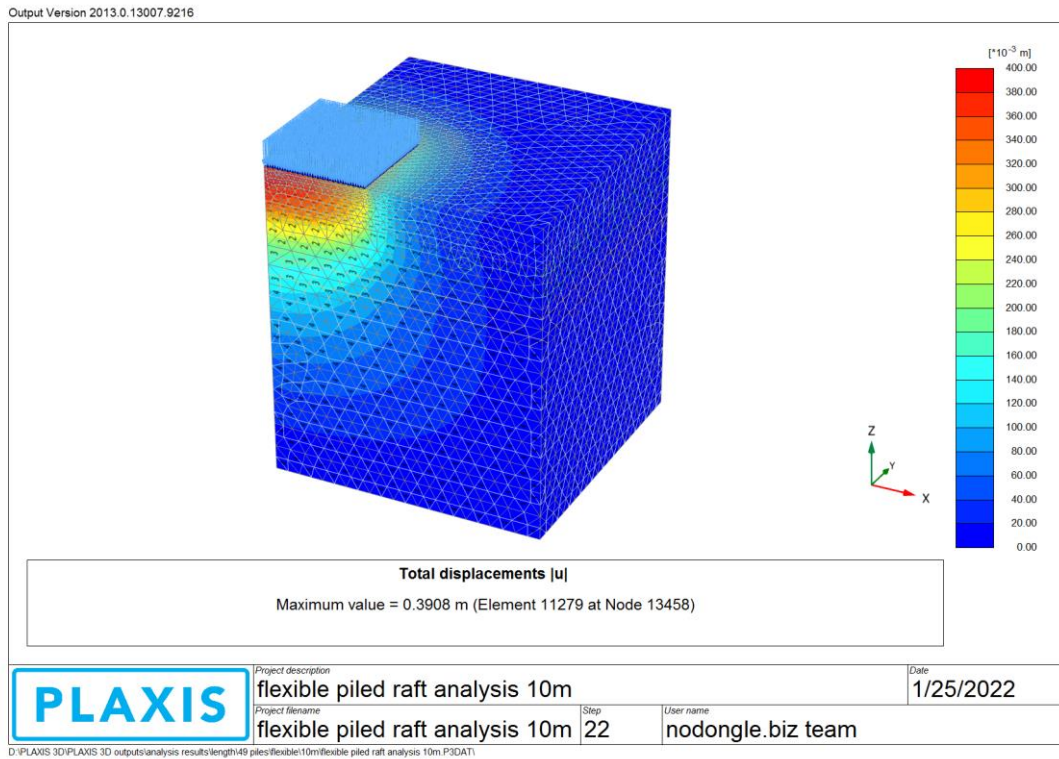 Output Version 2013.0.13007.9216
[*10⁻³ m]
400.00
380.00
360.00
340.00
320.00
300.00
280.00
260.00
240.00
220.00
200.00
180.00
160.00
140.00
120.00
100.00
80.00
60.00
40.00
20.00
0.00
Z
Y
X
Total displacements |u|
Maximum value = 0.3908 m (Element 11279 at Node 13458)
PLAXIS
Project description
flexible piled raft analysis 10m
Date
1/25/2022
Project filename
flexible piled raft analysis 10m
Step
22
User name
nodongle.biz team
D:\PLAXIS 3D\PLAXIS 3D outputs\analysis results\length\49 piles\flexible\10m\flexible piled raft analysis 10m.P3DAT\